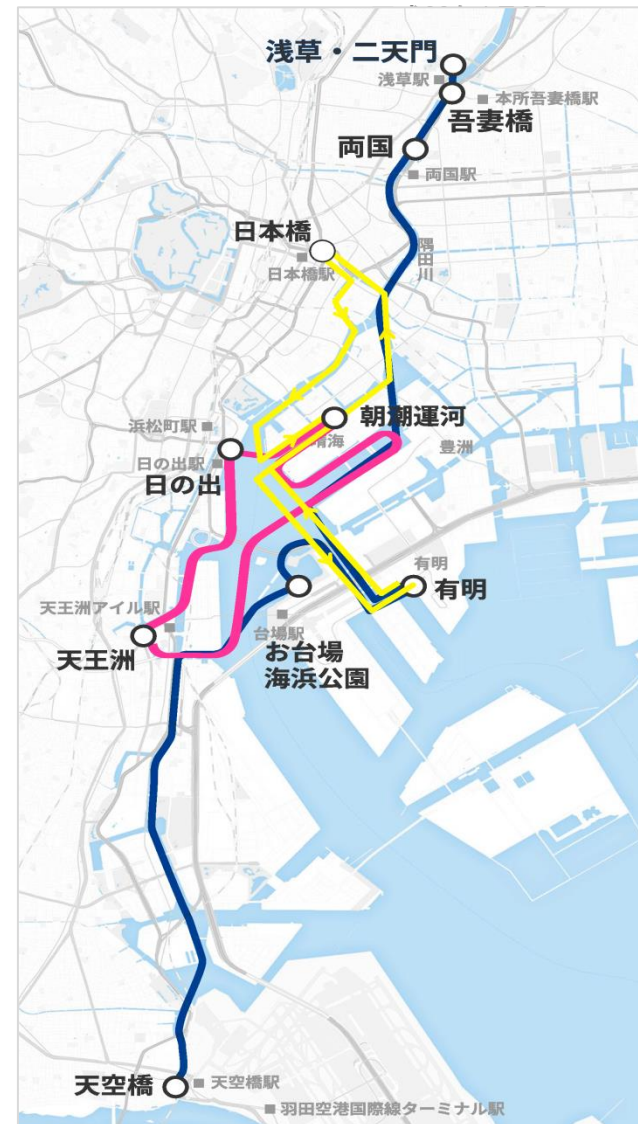 浅草・二天門
浅草駅
本所吾妻橋駅
吾妻橋
両国
両国駅
日本橋
日本橋駅
隅田川
朝潮運河
浜松町駅
晴海
豊洲
日の出駅
日の出
有明
有明
天王洲アイル駅
台場駅
天王洲
お台場
海浜公園
天空橋
天空橋駅
羽田空港国際線ターミナル駅